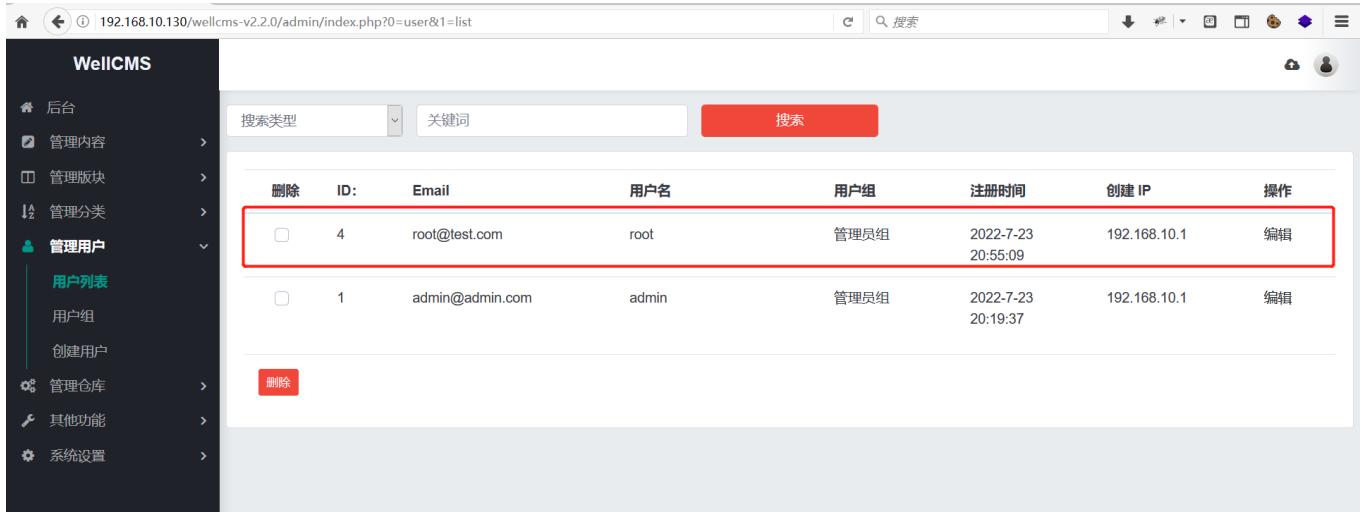 192.168.10.130/wellcms-v2.2.0/admin/index.php?0=user&1=list
搜索
WellCMS
后台
管理内容
管理版块
管理分类
管理用户
用户列表
用户组
创建用户
管理仓库
其他功能
系统设置
搜索类型
关键词
搜索
删除 ID: Email 用户名 用户组 注册时间 创建 IP 操作
4 root@test.com root 管理员组 2022-7-23 192.168.10.1 编辑
20:55:09
1 admin@admin.com admin 管理员组 2022-7-23 192.168.10.1 编辑
20:19:37
删除